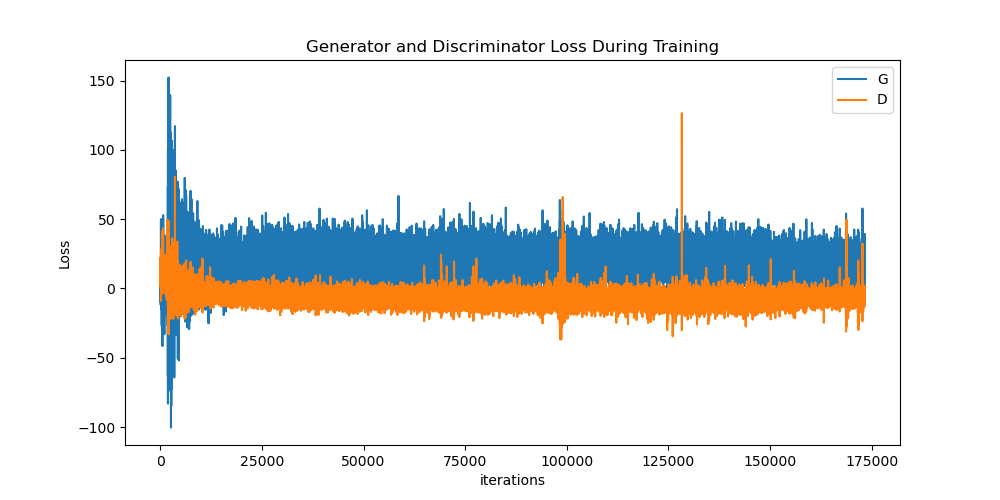 Generator and Discriminator Loss During Training
G
D
150
100
50
0
−50
−100
Loss
0 25000 50000 75000 100000 125000 150000 175000
iterations